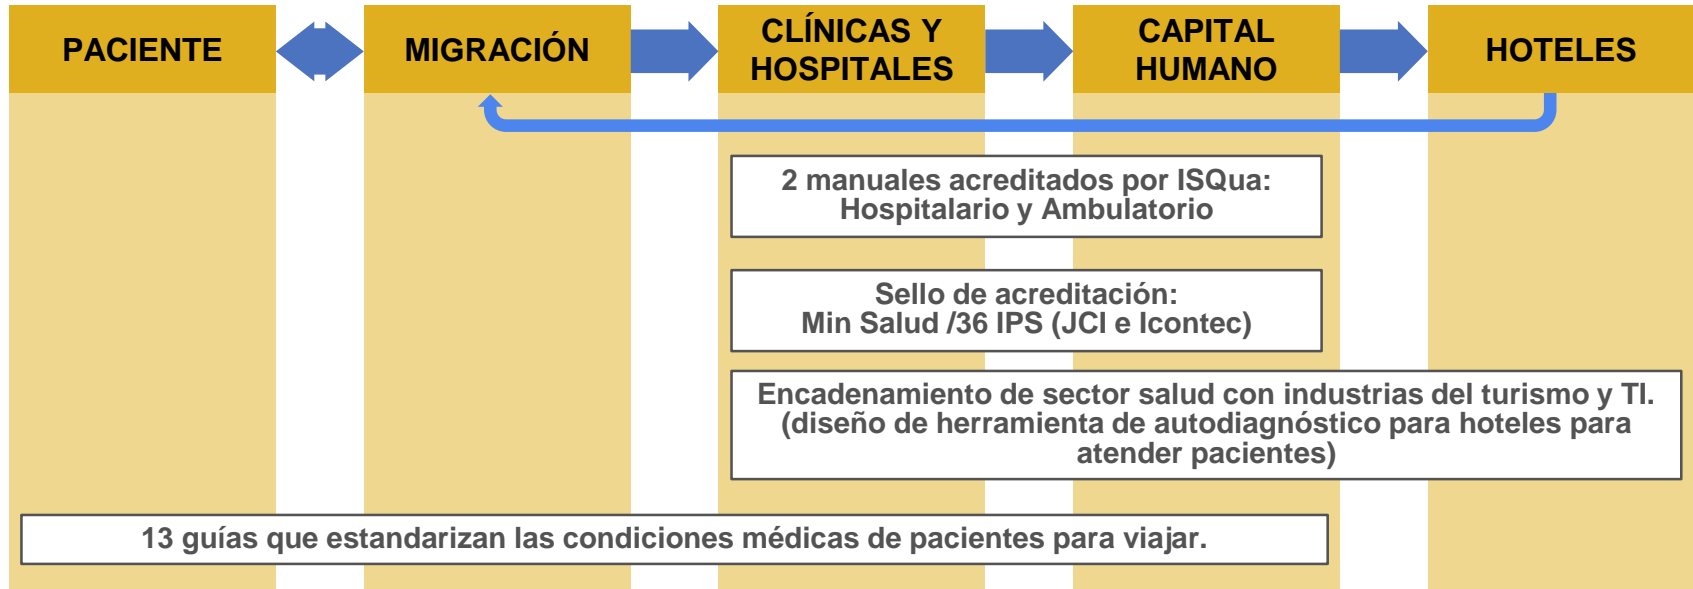 PACIENTE
MIGRACIÓN
CLÍNICAS Y
HOSPITALES
CAPITAL
HUMANO
HOTELES
2 manuales acreditados por ISQua:
Hospitalario y Ambulatorio
Sello de acreditación:
Min Salud /36 IPS (JCI e Icontec)
Encadenamiento de sector salud con industrias del turismo y TI.
(diseño de herramienta de autodiagnóstico para hoteles para
atender pacientes)
13 guías que estandarizan las condiciones médicas de pacientes para viajar.